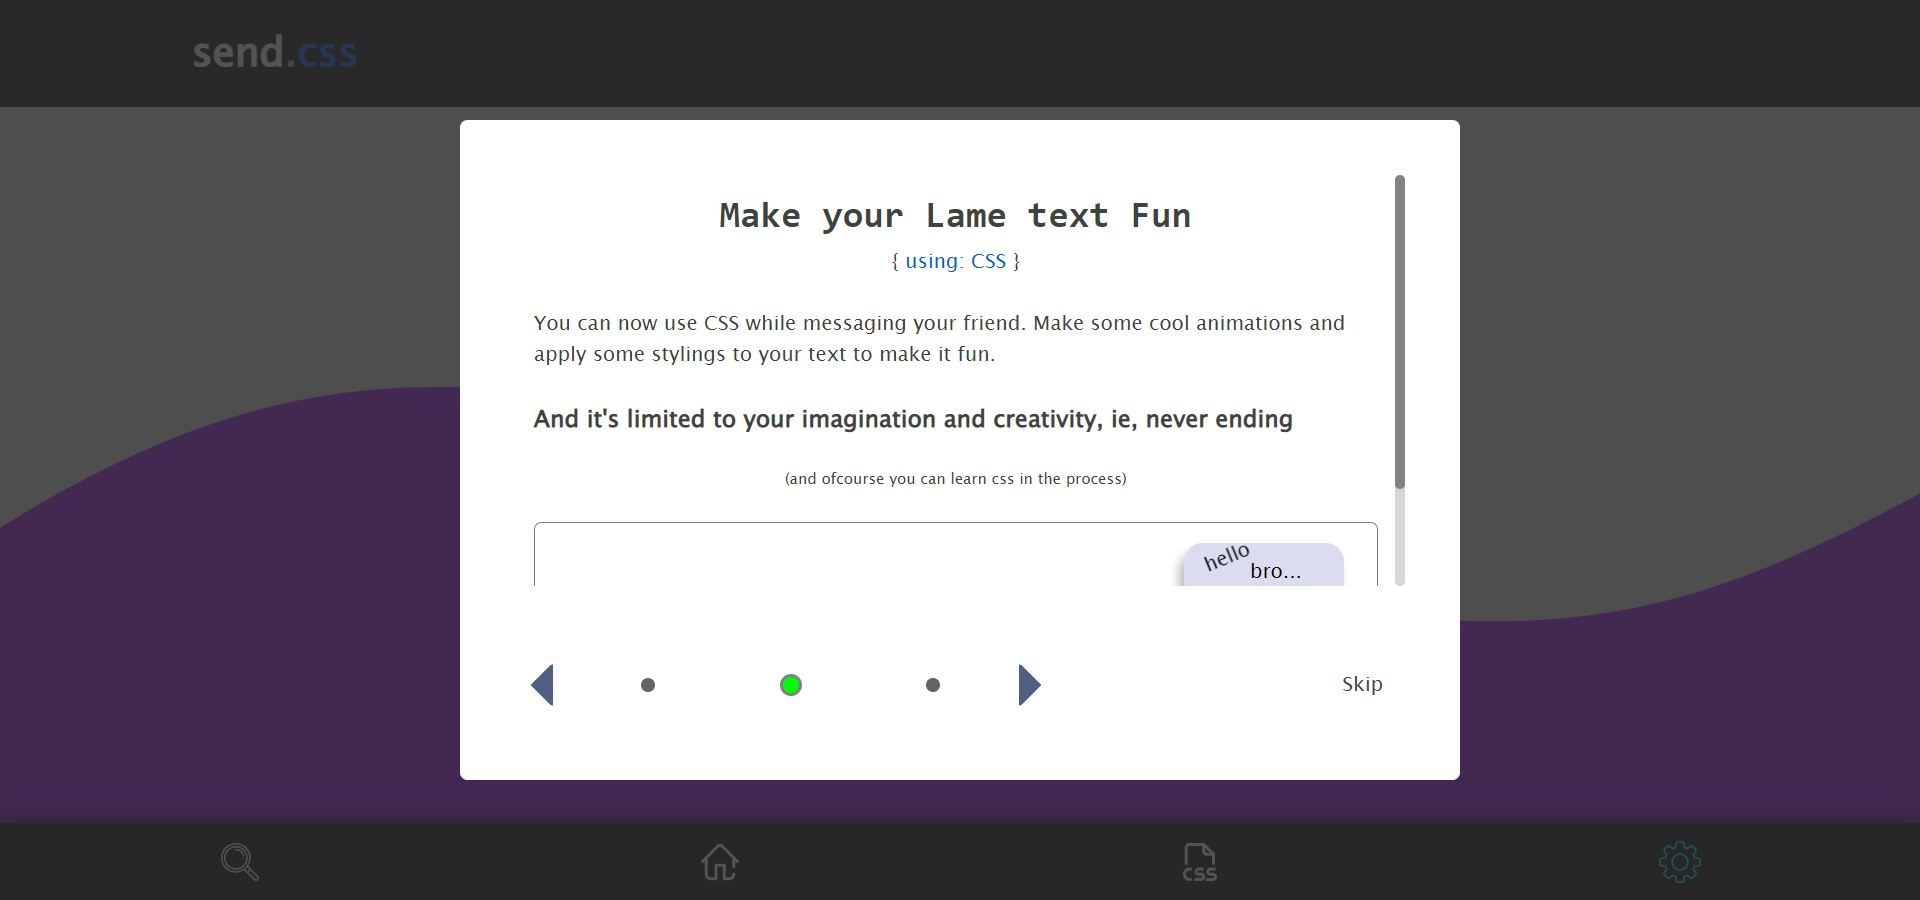 send.css
Make your Lame text Fun
{ using: CSS }
You can now use CSS while messaging your friend. Make some cool animations and
apply some stylings to your text to make it fun.
And it's limited to your imagination and creativity, ie, never ending
(and ofcourse you can learn css in the process)
hello bro...
Skip
CSS